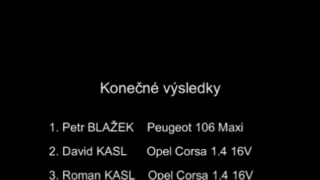 Konečné výsledky
1. Petr BLAŽEK Peugeot 106 Maxi
2. David KASL Opel Corsa 1.4 16V
3. Roman KASL Opel Corsa 1.4 16V